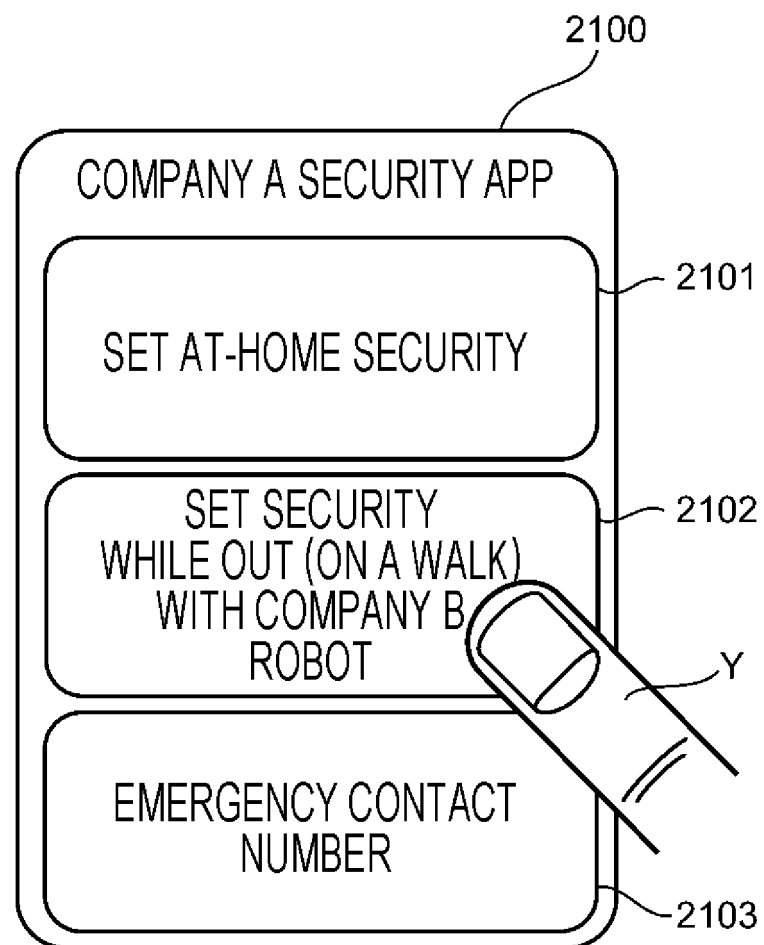 2100
COMPANY A SECURITY APP
2101
SET AT-HOME SECURITY
2102
SET SECURITY
WHILE OUT (ON A WALK)
WITH COMPANY B
ROBOT
Y
EMERGENCY CONTACT
NUMBER
2103